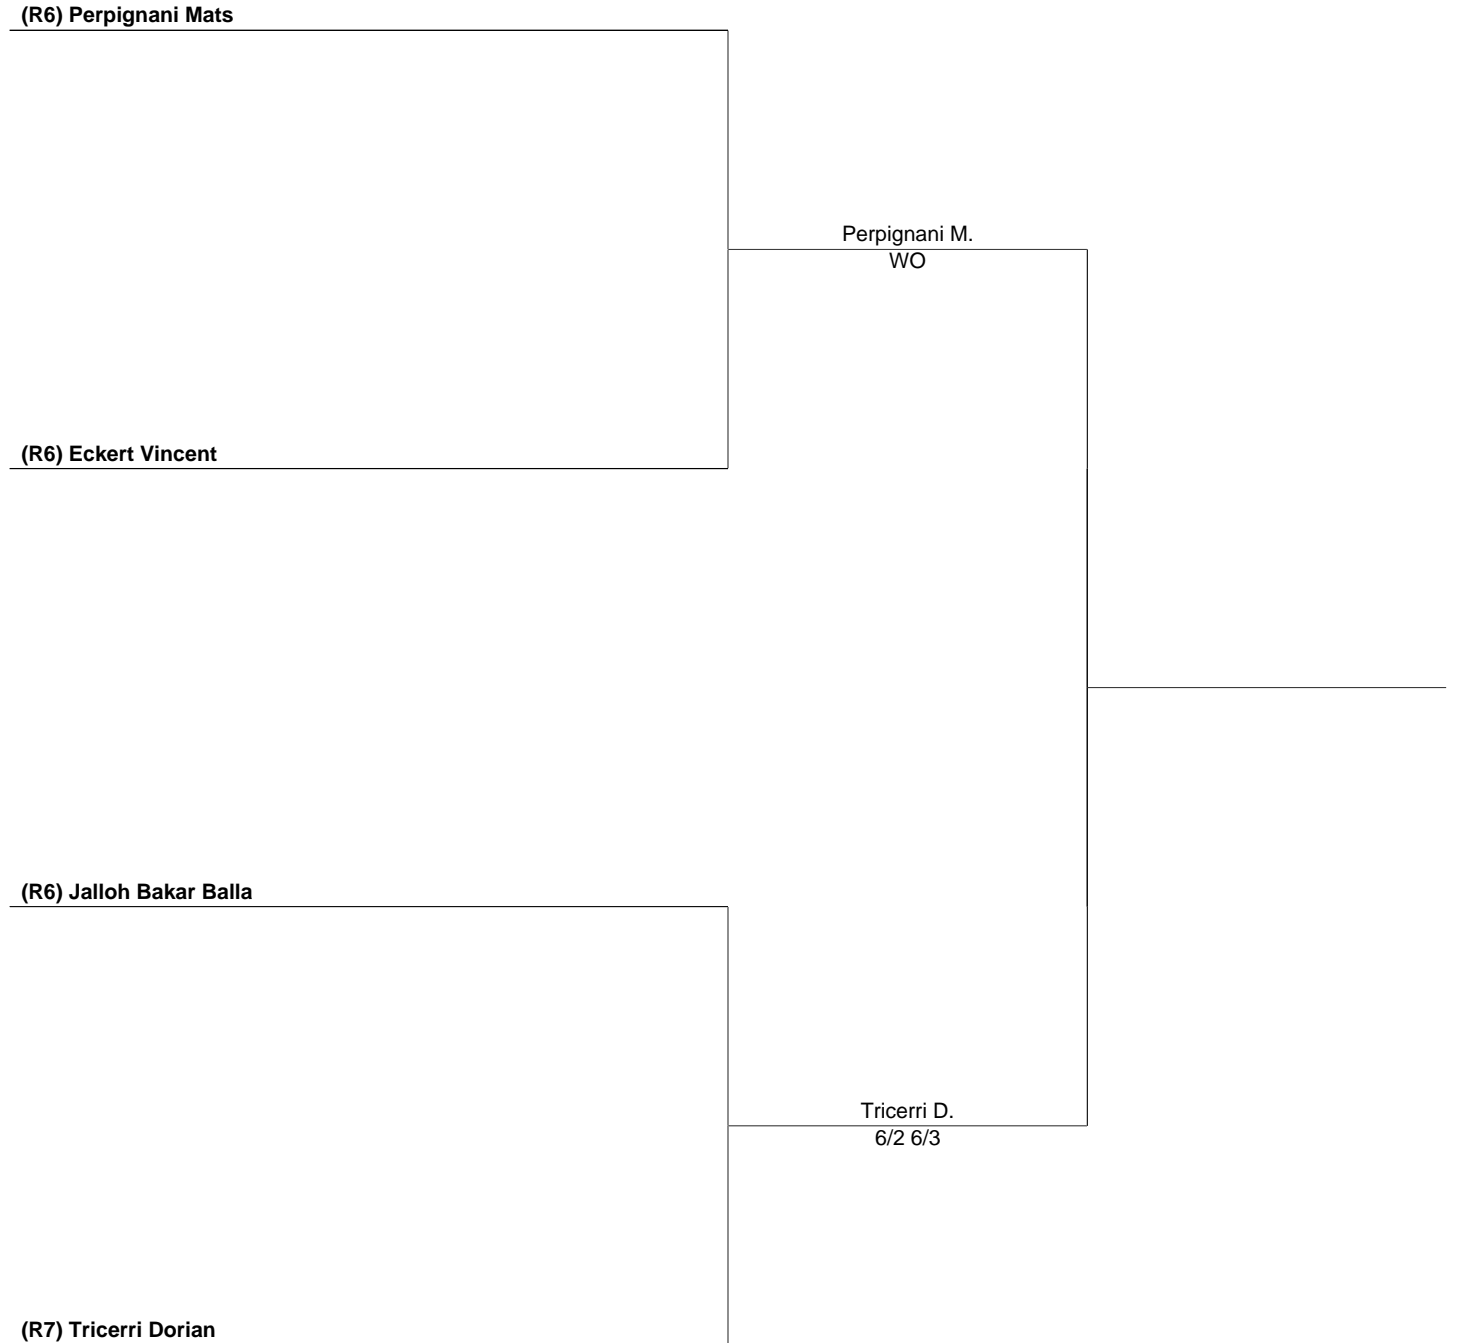 (R6) Perpignani Mats
Perpignani M.
WO
(R6) Eckert Vincent
(R6) Jalloh Bakar Balla
Tricerri D.
6/2 6/3
(R7) Tricerri Dorian